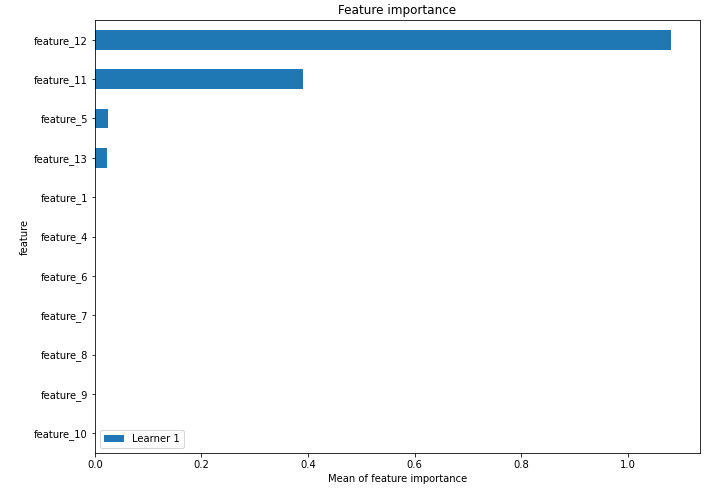 Feature importance
feature_12
feature_11
feature_5
feature_13
feature_1
feature_4
feature_6
feature_7
feature_8
feature_9
feature_10
feature
Learner 1
0.0 0.2 0.4 0.6 0.8 1.0
Mean of feature importance